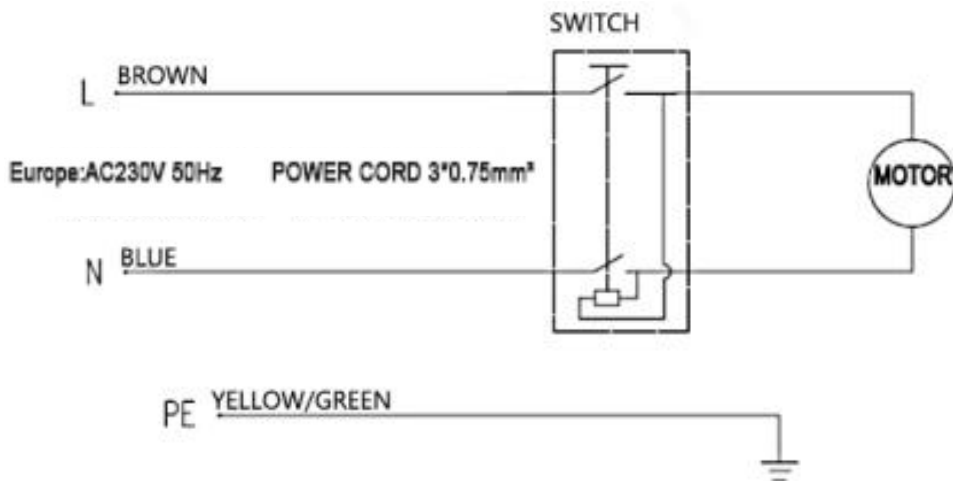 SWITCH
L BROWN
Europe:AC230V 50Hz POWER CORD 3*0.75mm²
MOTOR
N BLUE
PE YELLOW/GREEN